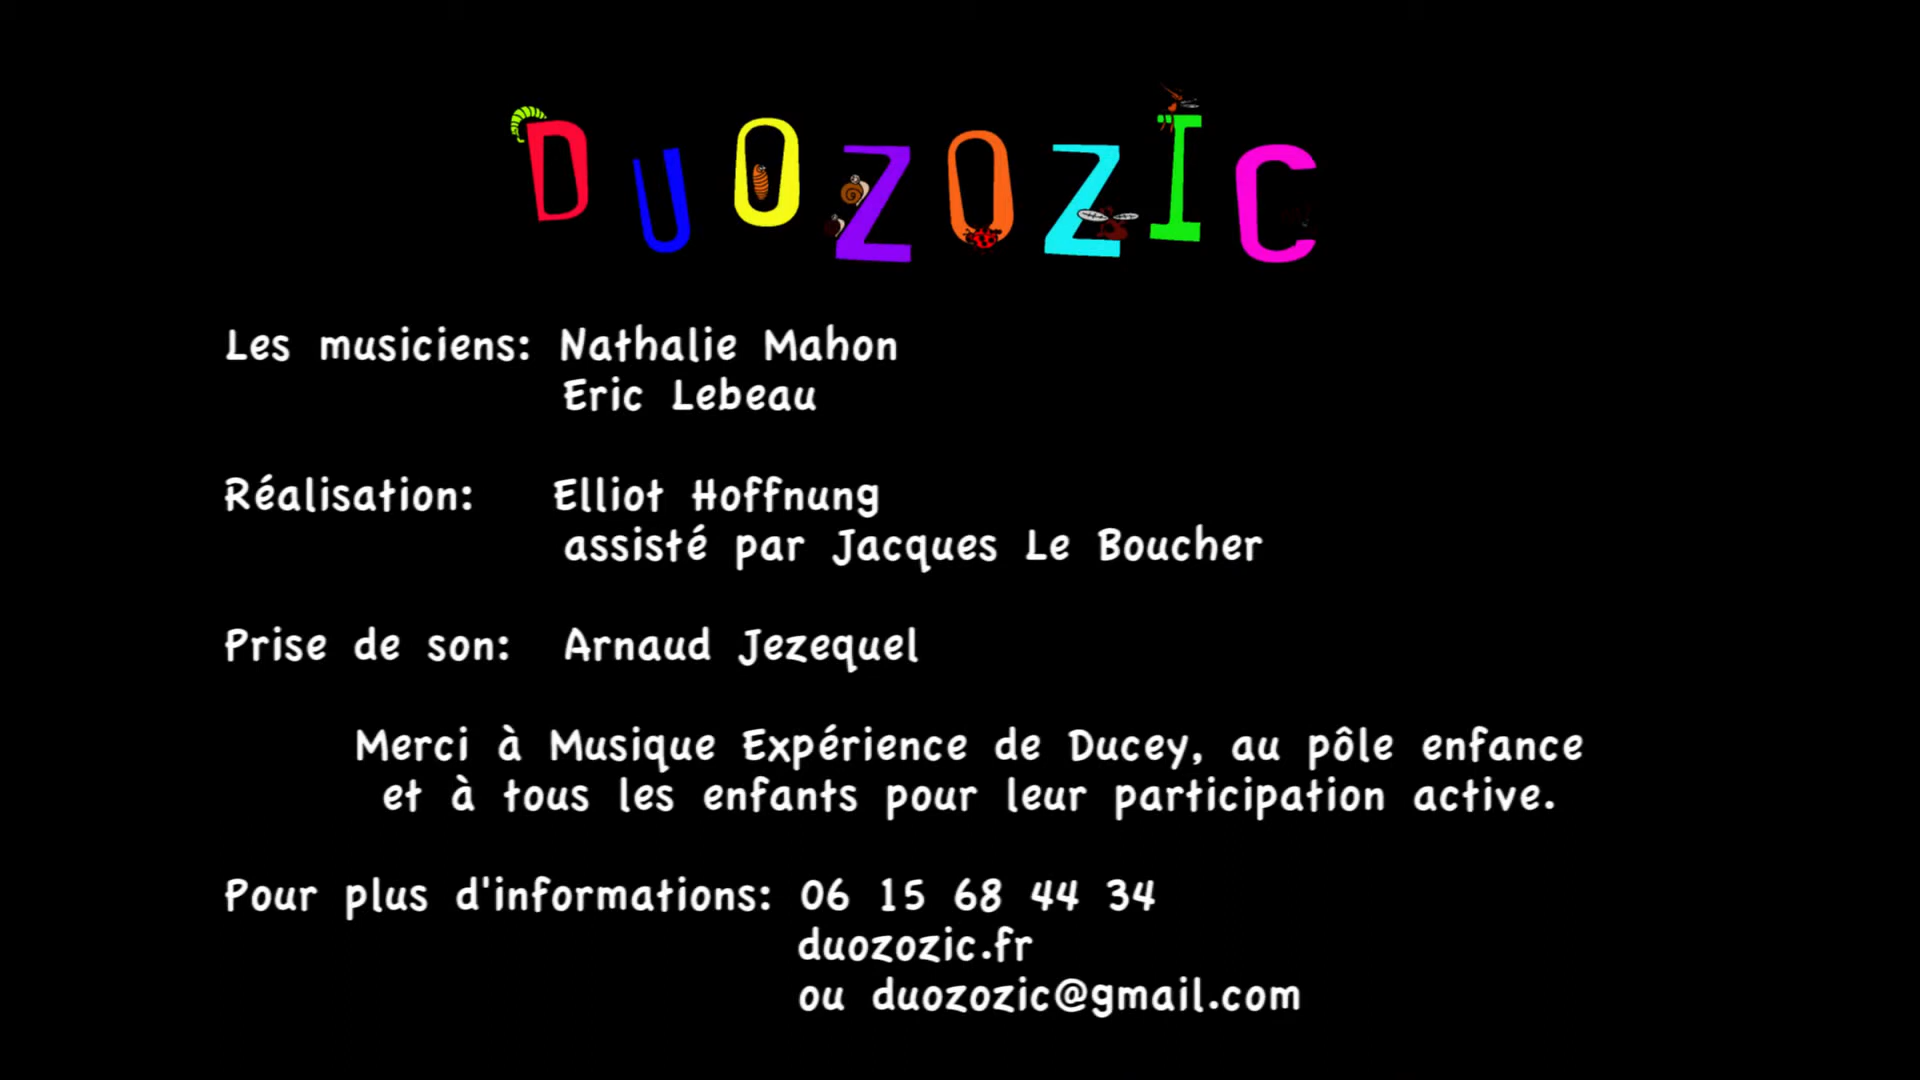 DUOZOZIC
Les musiciens: Nathalie Mahon
Eric Lebeau
Réalisation: Elliot Hoffnung
assisté par Jacques Le Boucher
Prise de son: Arnaud Jezequel
Merci à Musique Expérience de Ducey, au pôle enfance
et à tous les enfants pour leur participation active.
Pour plus d'informations: 06 15 68 44 34
duozozic.fr
ou duozozic@gmail.com